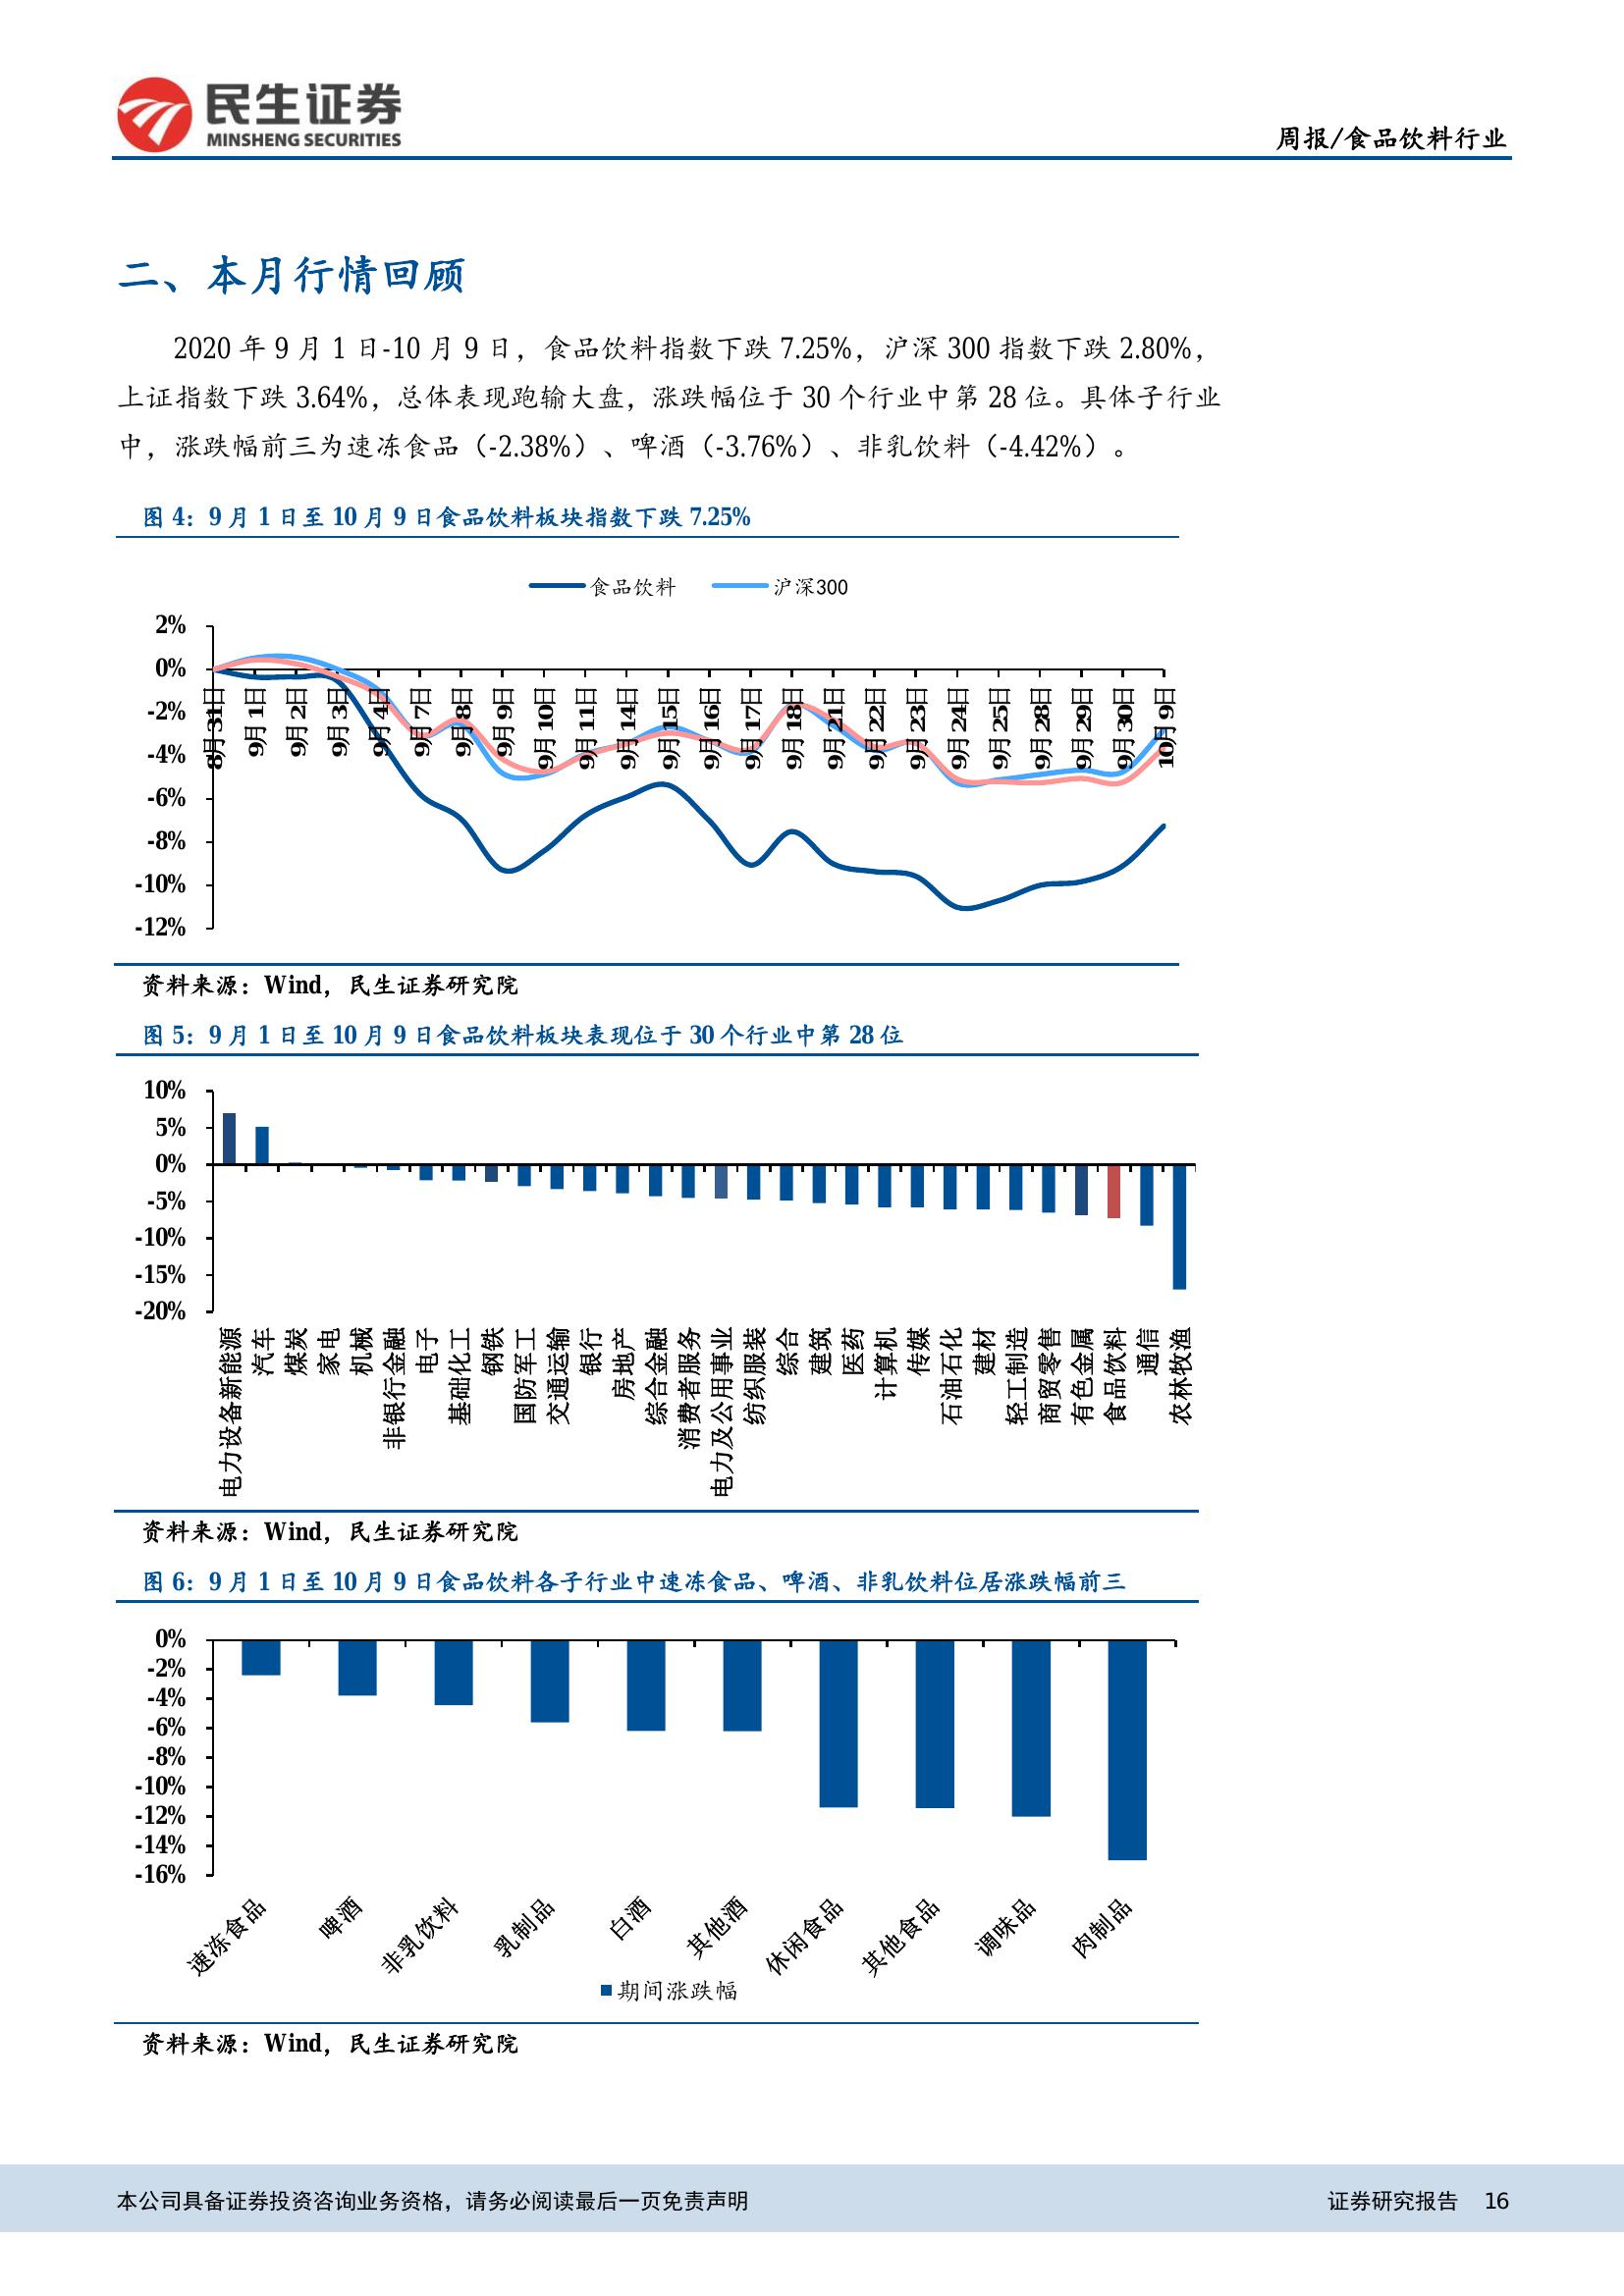 民生证券
MINSHENG SECURITIES
周报/食品饮料行业
二、本月行情回顾
2020 年 9 月 1 日-10 月 9 日，食品饮料指数下跌 7.25%，沪深 300 指数下跌 2.80%，
上证指数下跌 3.64%，总体表现跑输大盘，涨跌幅位于 30 个行业中第 28 位。具体子行业
中，涨跌幅前三为速冻食品（-2.38%）、啤酒（-3.76%）、非乳饮料（-4.42%）。
图 4：9 月 1 日至 10 月 9 日食品饮料板块指数下跌 7.25%
食品饮料 沪深300
2%
0%
-2%
-4%
-6%
-8%
-10%
-12%
8月31日
9月1日
9月2日
9月3日
9月4日
9月7日
9月8日
9月9日
9月10日
9月11日
9月14日
9月15日
9月16日
9月17日
9月18日
9月21日
9月22日
9月23日
9月24日
9月25日
9月28日
9月29日
9月30日
10月9日
资料来源：Wind，民生证券研究院
图 5：9 月 1 日至 10 月 9 日食品饮料板块表现位于 30 个行业中第 28 位
10%
5%
0%
-5%
-10%
-15%
-20%
电力设备新能源
汽车
煤炭
家电
机械
非银行金融
电子
基础化工
钢铁
国防军工
交通运输
银行
房地产
综合金融
消费者服务
电力及公用事业
纺织服装
综合
建筑
医药
计算机
传媒
石油石化
建材
轻工制造
商贸零售
有色金属
食品饮料
通信
农林牧渔
资料来源：Wind，民生证券研究院
图 6：9 月 1 日至 10 月 9 日食品饮料各子行业中速冻食品、啤酒、非乳饮料位居涨跌幅前三
0%
-2%
-4%
-6%
-8%
-10%
-12%
-14%
-16%
速冻食品
啤酒
非乳饮料
乳制品
白酒
其他酒
休闲食品
其他食品
调味品
肉制品
期间涨跌幅
资料来源：Wind，民生证券研究院
本公司具备证券投资咨询业务资格，请务必阅读最后一页免责声明
证券研究报告 16